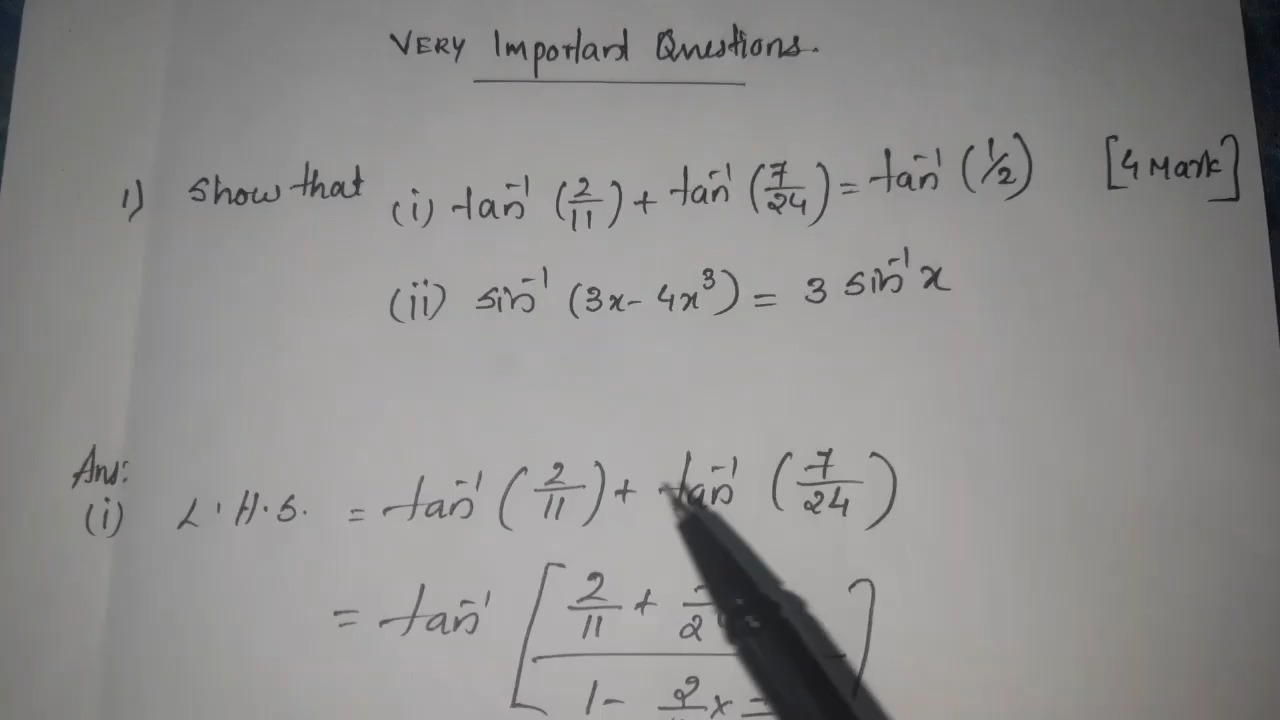 VERY Important Questions.
1) Show that (i) tan⁻¹ (2/11) + tan⁻¹ (7/24) = tan⁻¹ (1/2) [4 Mark]
(ii) sin⁻¹ (3x - 4x³) = 3 sin⁻¹ x
Ans:
(i) L.H.S. = tan⁻¹ (2/11) + tan⁻¹ (7/24)
= tan⁻¹ [2/11 +
1 - 2 ×